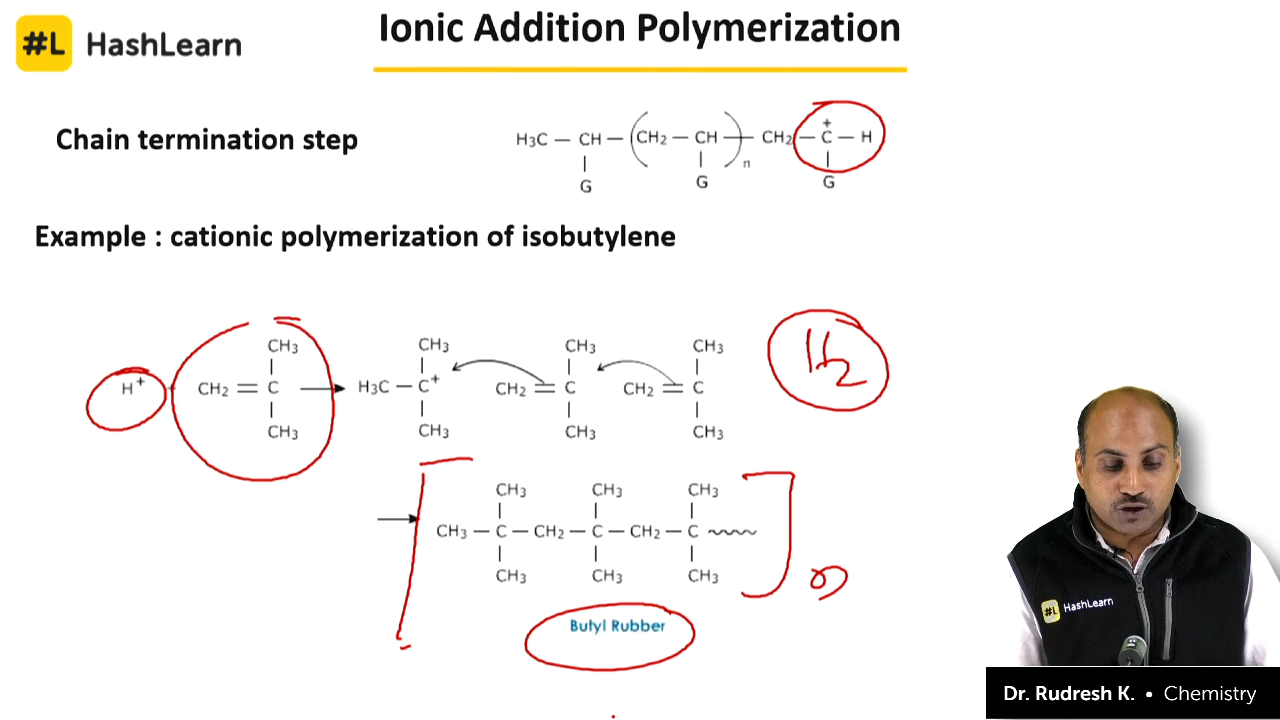 #L HashLearn
Ionic Addition Polymerization
Chain termination step
H₃C — CH — (CH₂ — CH)n — CH₂ — C⁺ — H
G G G
Example : cationic polymerization of isobutylene
CH₃ CH₃ CH₃ CH₃ H₂
H⁺ + CH₂ = C → H₃C — C⁺ CH₂ = C CH₂ = C
CH₃ CH₃ CH₃ CH₃
CH₃ CH₃ CH₃
→ CH₃ — C — CH₂ — C — CH₂ — C
CH₃ CH₃ CH₃
Butyl Rubber
#L HashLearn
Dr. Rudresh K. • Chemistry